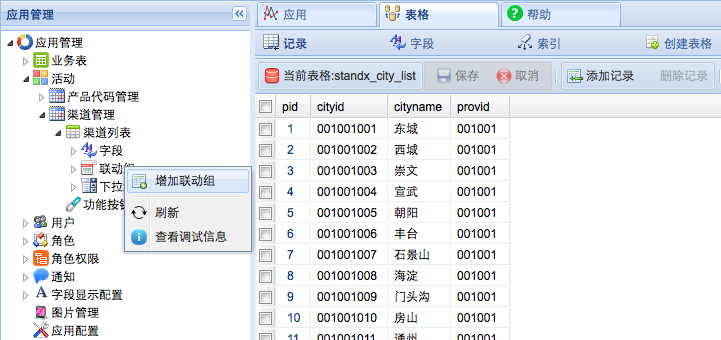 应用管理
应用管理
业务表
活动
产品代码管理
渠道管理
渠道列表
字段
联动组
下拉
功能按钮
用户
角色
角色权限
通知
字段显示配置
图片管理
应用配置
增加联动组
刷新
查看调试信息
应用 表格 帮助
记录 字段 索引 创建表格
当前表格:standx_city_list 保存 取消 添加记录 删除记录
pid cityid cityname provid
1 001001001 东城 001001
2 001001002 西城 001001
3 001001003 崇文 001001
4 001001004 宣武 001001
5 001001005 朝阳 001001
6 001001006 丰台 001001
7 001001007 石景山 001001
8 001001008 海淀 001001
9 001001009 门头沟 001001
10 001001010 房山 001001
11 001001011 通州 001001